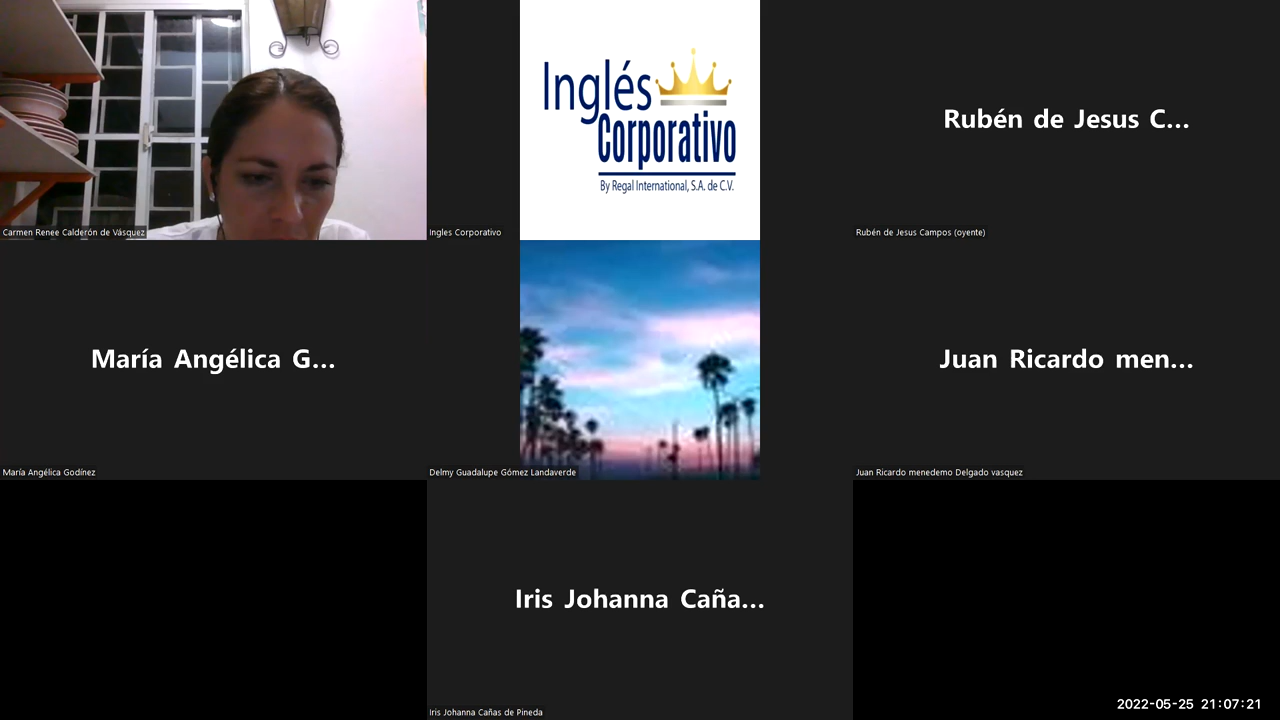 Inglés
Corporativo
By Regal International, S.A. de C.V.
Rubén de Jesus C...
Carmen Renee Calderón de Vásquez
Ingles Corporativo
Rubén de Jesus Campos (oyente)
María Angélica G...
Juan Ricardo men...
María Angélica Godínez
Delmy Guadalupe Gómez Landaverde
Juan Ricardo menedemo Delgado vasquez
Iris Johanna Caña...
Iris Johanna Cañas de Pineda
2022-05-25 21:07:21